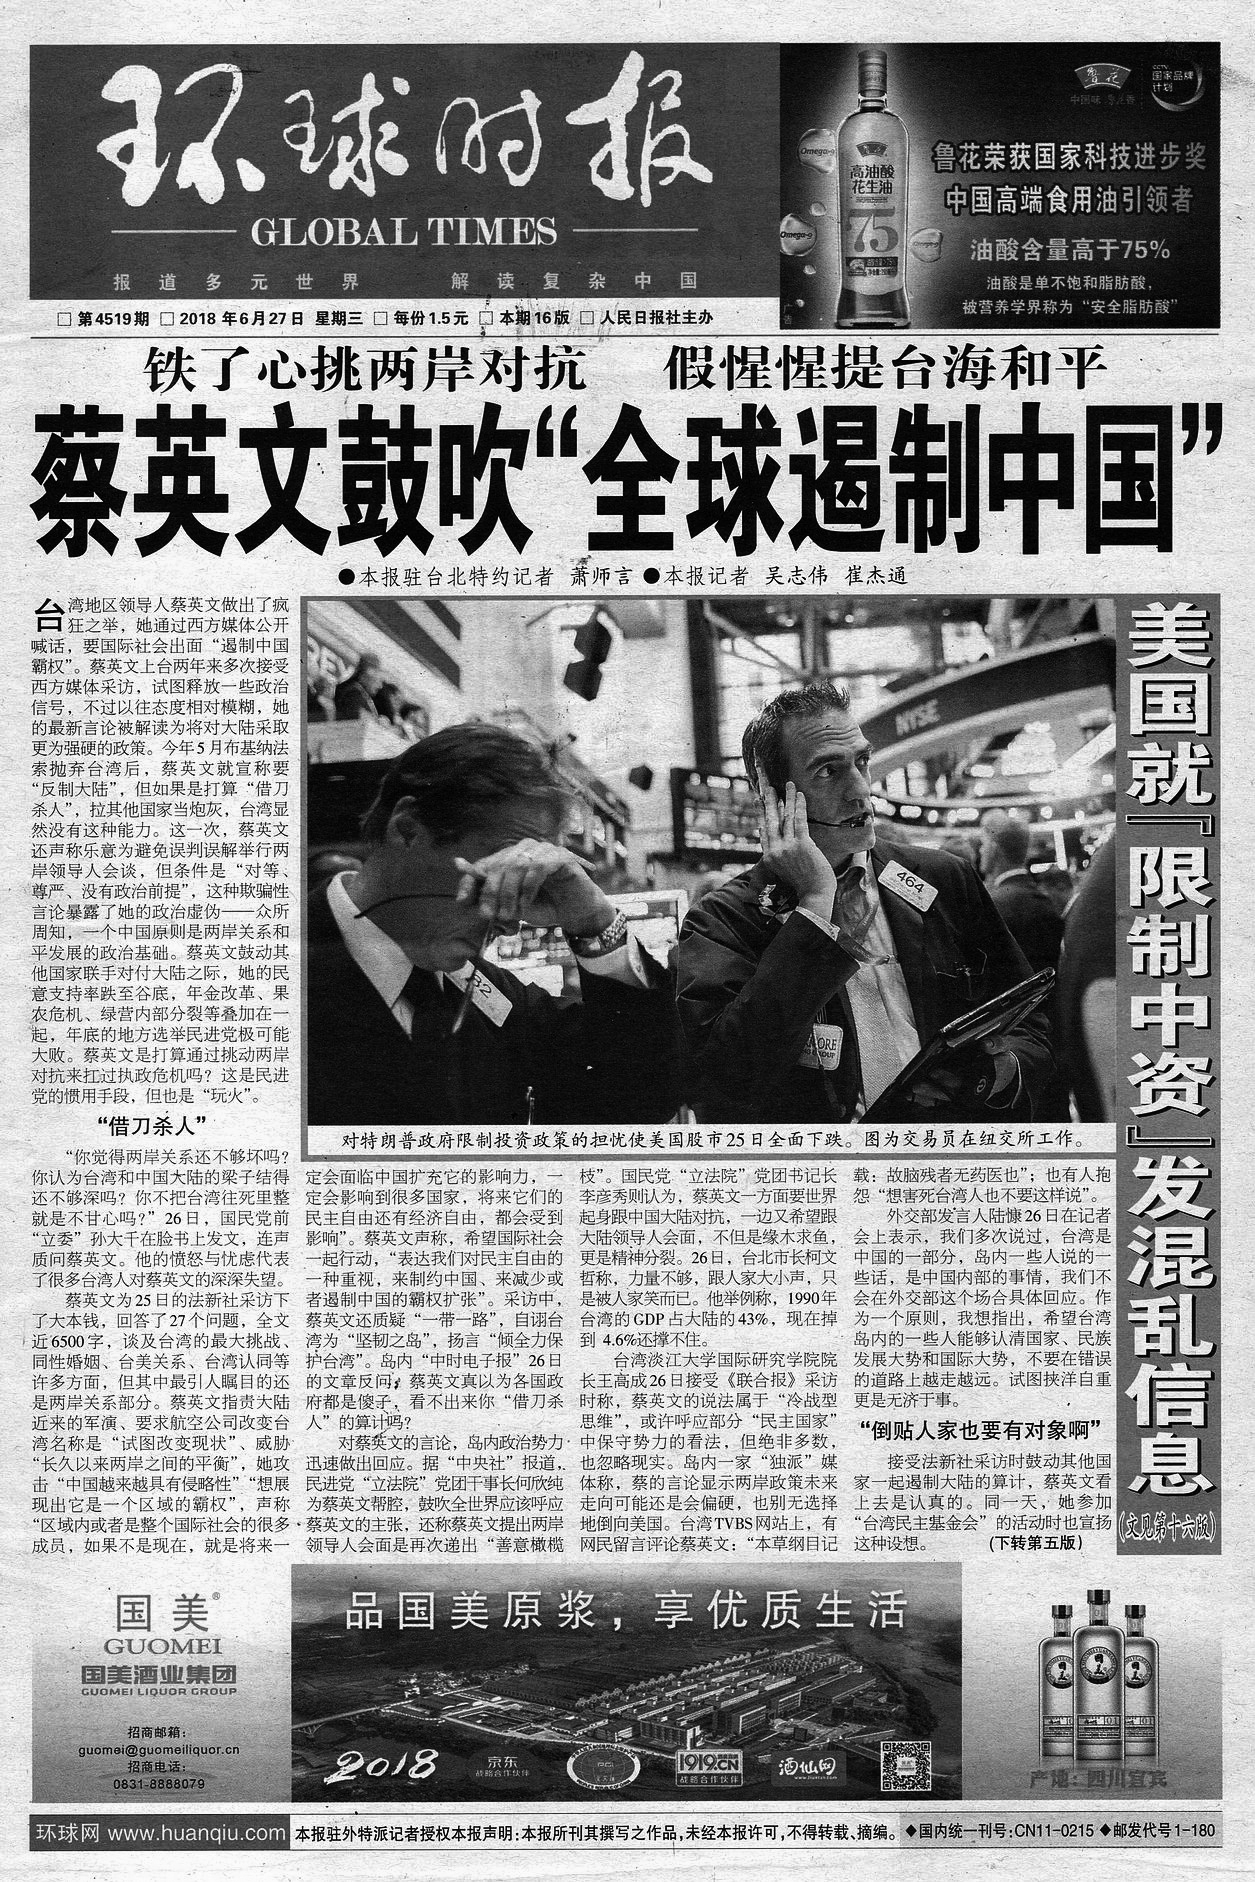 环球时报
GLOBAL TIMES
报道多元世界 解读复杂中国
鲁花
中国味 鲁花香
CCTV
国家品牌
计划
高油酸
花生油
75
Omega-9
Omega-9
Omega-9
鲁花荣获国家科技进步奖
中国高端食用油引领者
油酸含量高于75%
油酸是单不饱和脂肪酸，
被营养学界称为“安全脂肪酸”
□ 第4519期 □ 2018 年6月27日 星期三 □ 每份1.5元 □ 本期16版 □ 人民日报社主办
铁了心挑两岸对抗 假惺惺提台海和平
蔡英文鼓吹“全球遏制中国”
●本报驻台北特约记者 萧师言 ●本报记者 吴志伟 崔杰通
台湾地区领导人蔡英文做出了疯
狂之举，她通过西方媒体公开
喊话，要国际社会出面“遏制中国
霸权”。蔡英文上台两年来多次接受
西方媒体采访，试图释放一些政治
信号，不过以往态度相对模糊，她
的最新言论被解读为将对大陆采取
更为强硬的政策。今年5月布基纳法
索抛弃台湾后，蔡英文就宣称要
“反制大陆”，但如果是打算“借刀
杀人”，拉其他国家当炮灰，台湾显
然没有这种能力。这一次，蔡英文
还声称乐意为避免误判误解举行两
岸领导人会谈，但条件是“对等、
尊严、没有政治前提”，这种欺骗性
言论暴露了她的政治虚伪——众所
周知，一个中国原则是两岸关系和
平发展的政治基础。蔡英文鼓动其
他国家联手对付大陆之际，她的民
意支持率跌至谷底，年金改革、果
农危机、绿营内部分裂等叠加在一
起，年底的地方选举民进党极可能
大败。蔡英文是打算通过挑动两岸
对抗来扛过执政危机吗？这是民进
党的惯用手段，但也是“玩火”。
“借刀杀人”
“你觉得两岸关系还不够坏吗？
你认为台湾和中国大陆的梁子结得
还不够深吗？你不把台湾往死里整
就是不甘心吗？”26日，国民党前
“立委”孙大千在脸书上发文，连声
质问蔡英文。他的愤怒与忧虑代表
了很多台湾人对蔡英文的深深失望。
蔡英文为25日的法新社采访下
了大本钱，回答了27个问题，全文
近6500字，谈及台湾的最大挑战、
同性婚姻、台美关系、台湾认同等
许多方面，但其中最引人瞩目的还
是两岸关系部分。蔡英文指责大陆
近来的军演、要求航空公司改变台
湾名称是“试图改变现状”、威胁
“长久以来两岸之间的平衡”，她攻
击“中国越来越具有侵略性”“想展
现出它是一个区域的霸权”，声称
“区域内或者是整个国际社会的很多
成员，如果不是现在，就是将来一
NYSE
464
82
对特朗普政府限制投资政策的担忧使美国股市25日全面下跌。图为交易员在纽交所工作。
定会面临中国扩充它的影响力，一
定会影响到很多国家，将来它们的
民主自由还有经济自由，都会受到
影响”。蔡英文声称，希望国际社会
一起行动，“表达我们对民主自由的
一种重视，来制约中国、来减少或
者遏制中国的霸权扩张”。采访中，
蔡英文还质疑“一带一路”，自诩台
湾为“坚韧之岛”，扬言“倾全力保
护台湾”。岛内“中时电子报”26日
的文章反问，蔡英文真以为各国政
府都是傻子，看不出来你“借刀杀
人”的算计吗？
对蔡英文的言论，岛内政治势力
迅速做出回应。据“中央社”报道，
民进党“立法院”党团干事长何欣纯
为蔡英文帮腔，鼓吹全世界应该呼应
蔡英文的主张，还称蔡英文提出两岸
领导人会面是再次递出“善意橄榄
枝”。国民党“立法院”党团书记长
李彦秀则认为，蔡英文一方面要世界
起身跟中国大陆对抗，一边又希望跟
大陆领导人会面，不但是缘木求鱼，
更是精神分裂。26日，台北市长柯文
哲称，力量不够，跟人家大小声，只
是被人家笑而已。他举例称，1990年
台湾的GDP占大陆的43%，现在掉
到 4.6%还撑不住。
台湾淡江大学国际研究学院院
长王高成26日接受《联合报》采访
时称，蔡英文的说法属于“冷战型
思维”，或许呼应部分“民主国家”
中保守势力的看法，但绝非多数，
也忽略现实。岛内一家“独派”媒
体称，蔡的言论显示两岸政策未来
走向可能还是会偏硬，也别无选择
地倒向美国。台湾TVBS网站上，有
网民留言评论蔡英文：“本草纲目记
载：故脑残者无药医也”；也有人抱
怨“想害死台湾人也不要这样说”。
外交部发言人陆慷26日在记者
会上表示，我们多次说过，台湾是
中国的一部分，岛内一些人说的一
些话，是中国内部的事情，我们不
会在外交部这个场合具体回应。作
为一个原则，我想指出，希望台湾
岛内的一些人能够认清国家、民族
发展大势和国际大势，不要在错误
的道路上越走越远。试图挟洋自重
更是无济于事。
“倒贴人家也要有对象啊”
接受法新社采访时鼓动其他国
家一起遏制大陆的算计，蔡英文看
上去是认真的。同一天，她参加
“台湾民主基金会”的活动时也宣扬
这种设想。 (下转第五版)
美国就『限制中资』发混乱信息
(文见第十六版)
国美®
GUOMEI
国美酒业集团
GUOMEI LIQUOR GROUP
招商邮箱：
guomei@guomeiliquor.cn
招商电话：
0831-8888079
品国美原浆，享优质生活
2018
京东
战略合作伙伴
1919.CN
战略合作伙伴
酒仙网
产地：四川宜宾
环球网 www.huanqiu.com
本报驻外特派记者授权本报声明：本报所刊其撰写之作品，未经本报许可，不得转载、摘编。
◆国内统一刊号：CN11-0215 ◆邮发代号1-180